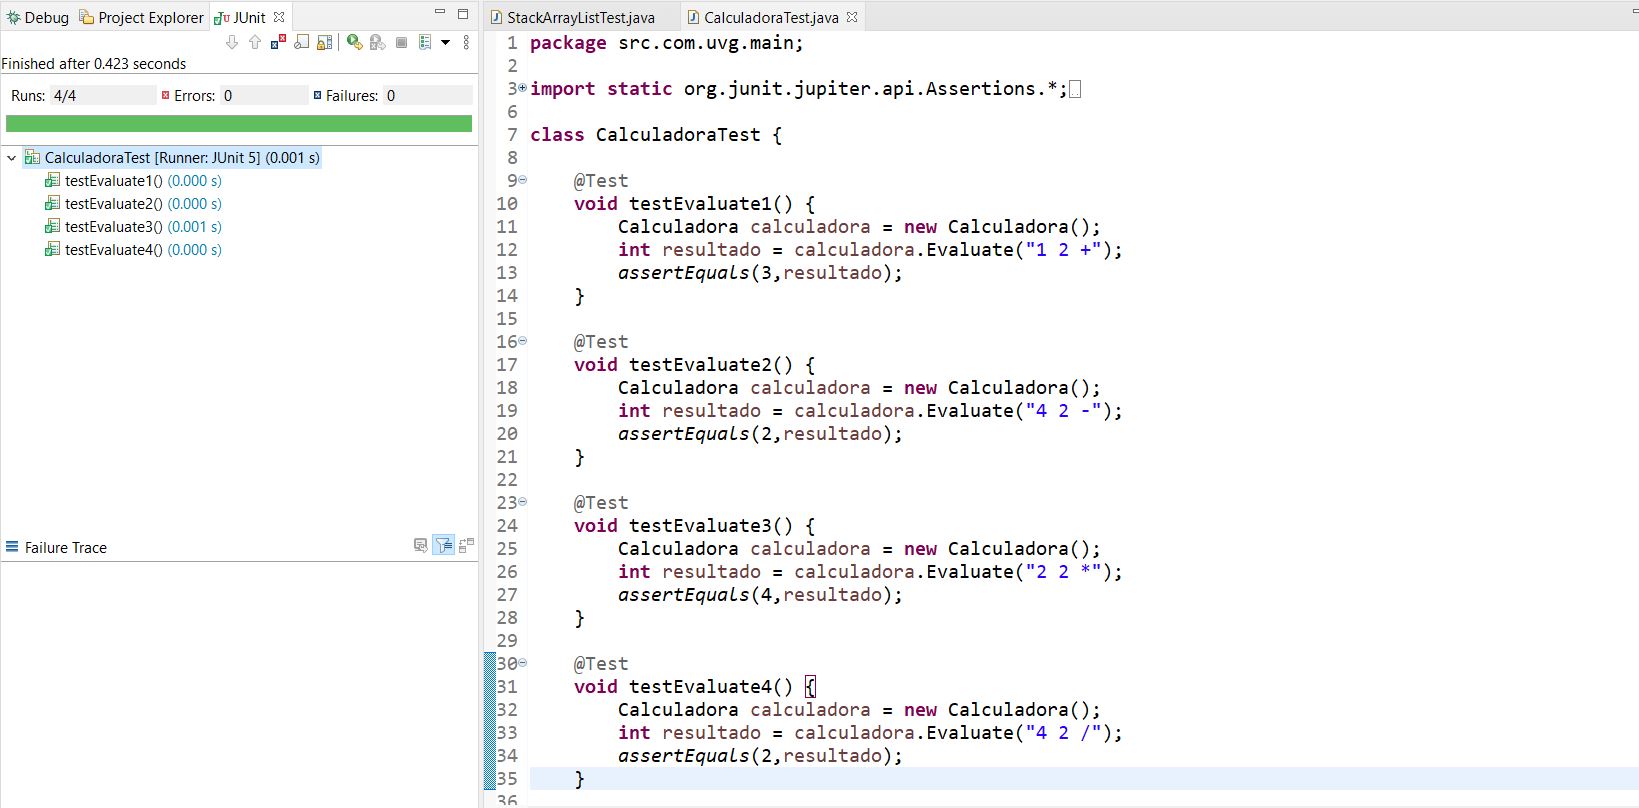 Debug Project Explorer JUnit
Finished after 0.423 seconds
Runs: 4/4 Errors: 0 Failures: 0
CalculadoraTest [Runner: JUnit 5] (0.001 s)
testEvaluate1() (0.000 s)
testEvaluate2() (0.000 s)
testEvaluate3() (0.001 s)
testEvaluate4() (0.000 s)
Failure Trace
StackArrayListTest.java CalculadoraTest.java
1 package src.com.uvg.main;
2
3 import static org.junit.jupiter.api.Assertions.*;
6
7 class CalculadoraTest {
8
9 @Test
10 void testEvaluate1() {
11 Calculadora calculadora = new Calculadora();
12 int resultado = calculadora.Evaluate("1 2 +");
13 assertEquals(3,resultado);
14 }
15
16 @Test
17 void testEvaluate2() {
18 Calculadora calculadora = new Calculadora();
19 int resultado = calculadora.Evaluate("4 2 -");
20 assertEquals(2,resultado);
21 }
22
23 @Test
24 void testEvaluate3() {
25 Calculadora calculadora = new Calculadora();
26 int resultado = calculadora.Evaluate("2 2 *");
27 assertEquals(4,resultado);
28 }
29
30 @Test
31 void testEvaluate4() {
32 Calculadora calculadora = new Calculadora();
33 int resultado = calculadora.Evaluate("4 2 /");
34 assertEquals(2,resultado);
35 }
36